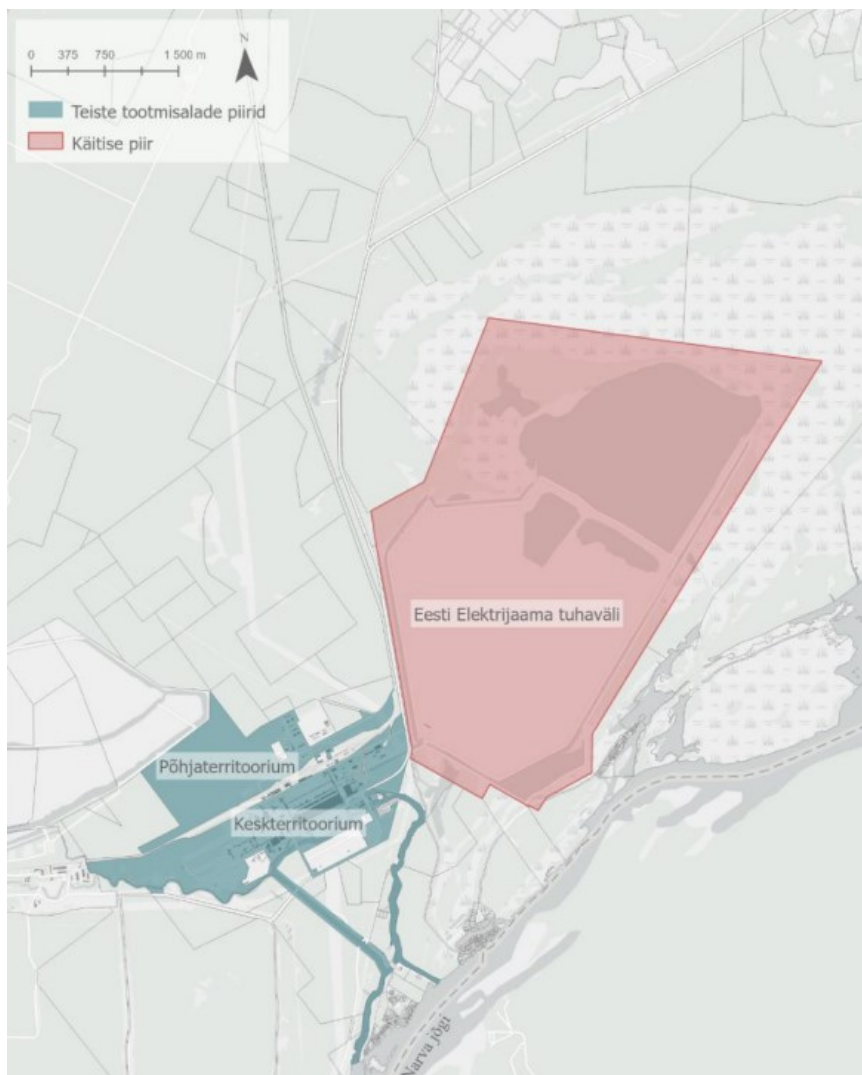 N
0 375 750 1 500 m
Teiste tootmisalade piirid
Käitise piir
Eesti Elektrijaama tuhaväli
Põhjaterritoorium
Keskterritoorium
Narva jõgi